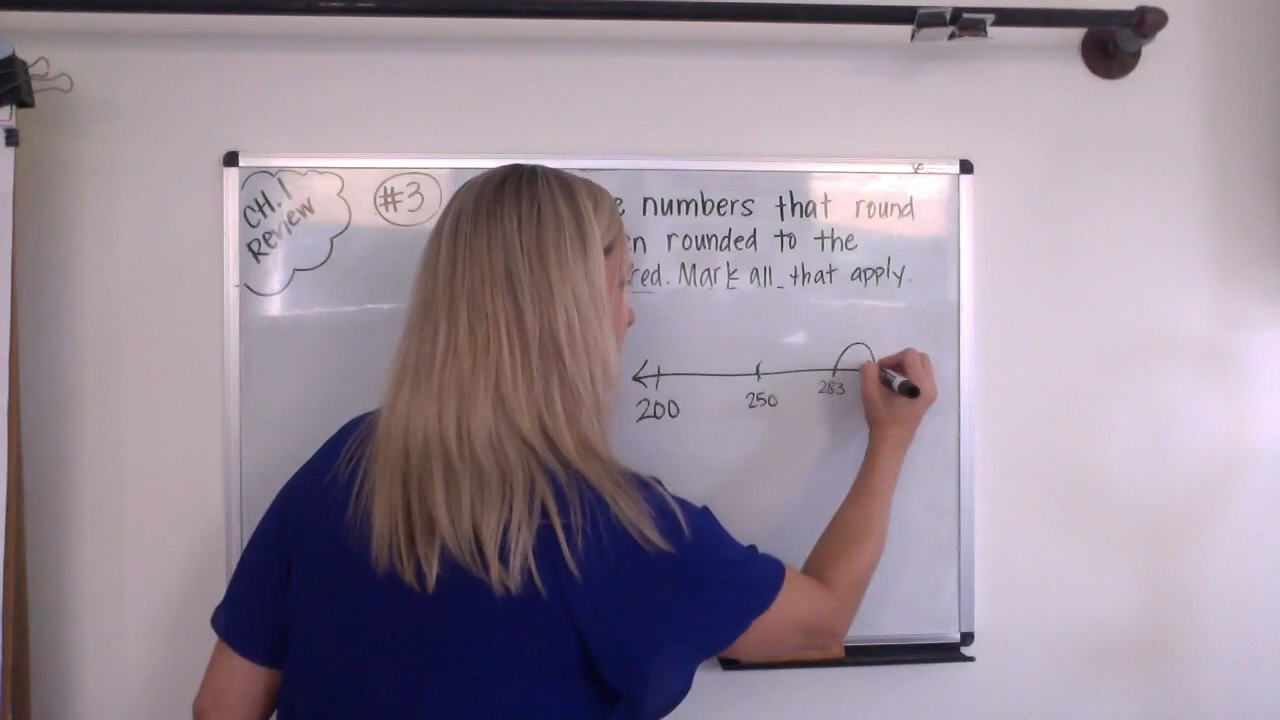 CH. 1
Review
#3
numbers that round
rounded to the
Mark all that apply.
200 250 283